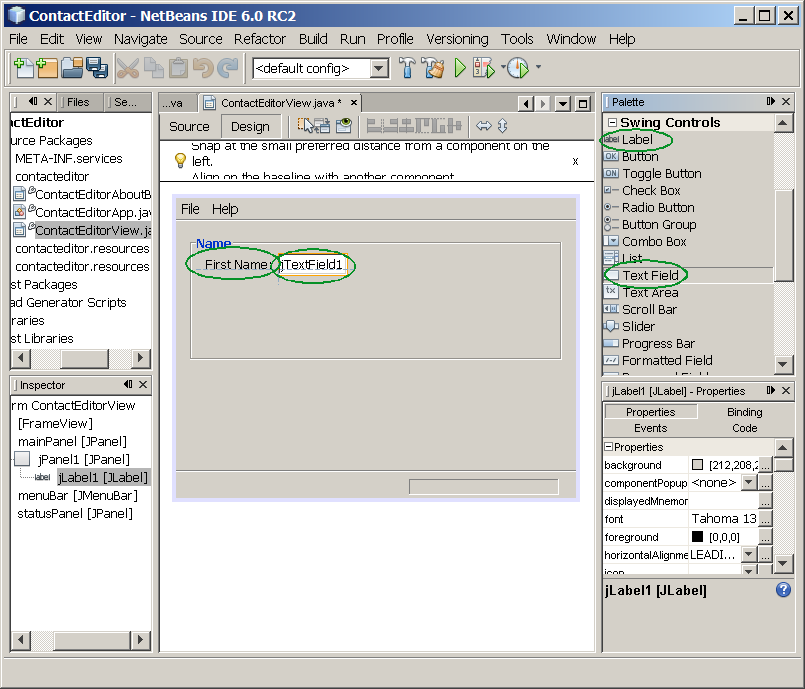 ContactEditor - NetBeans IDE 6.0 RC2
File Edit View Navigate Source Refactor Build Run Profile Versioning Tools Window Help
<default config>
Files
Se...
actEditor
urce Packages
META-INF.services
contacteditor
ContactEditorAboutB
ContactEditorApp.jav
ContactEditorView.ja
contacteditor.resources
contacteditor.resources
st Packages
ad Generator Scripts
raries
st Libraries
Inspector
rm ContactEditorView
[FrameView]
mainPanel [JPanel]
jPanel1 [JPanel]
label jLabel1 [JLabel]
menuBar [JMenuBar]
statusPanel [JPanel]
...va
ContactEditorView.java *
Source Design
Snap at the small preferred distance from a component on the
left.
x
Align on the baseline with another component
File Help
Name
First Name: jTextField1
Palette
Swing Controls
label Label
OK Button
ON Toggle Button
Check Box
Radio Button
Button Group
Combo Box
List
Text Field
tx Text Area
Scroll Bar
Slider
Progress Bar
Formatted Field
jLabel1 [JLabel] - Properties
Properties Binding
Events Code
Properties
background [212,208,2 ...
componentPopup <none> ...
displayedMnemor ...
font Tahoma 13 ...
foreground [0,0,0] ...
horizontalAlignme LEADI... ...
icon
jLabel1 [JLabel]
?